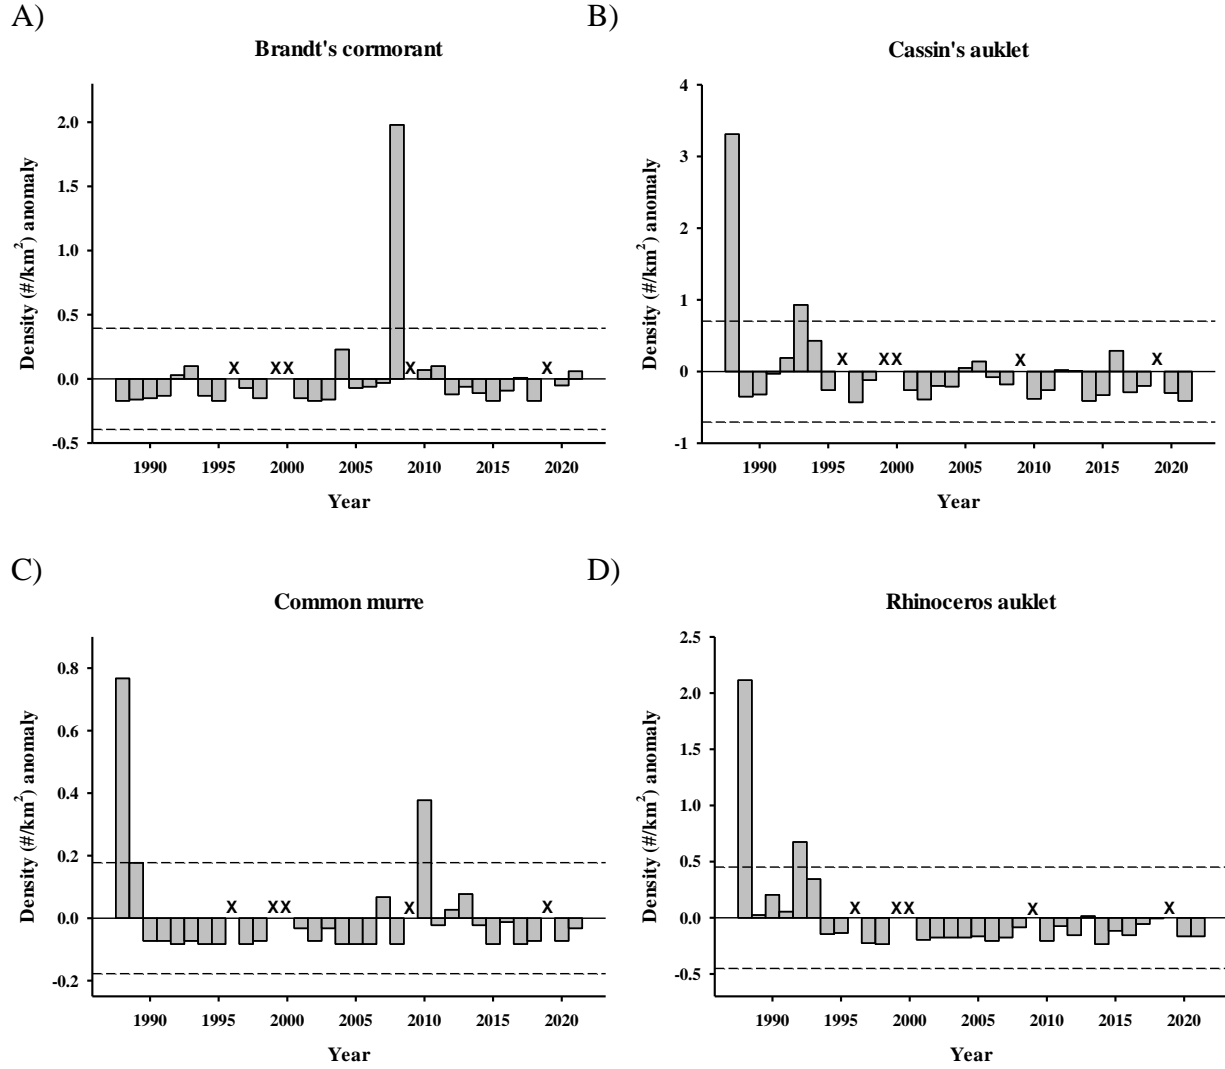 A)
Brandt's cormorant
Density (#/km²) anomaly
2.0
1.5
1.0
0.5
0.0
-0.5
X
X X
X
X
1990 1995 2000 2005 2010 2015 2020
Year
B)
Cassin's auklet
Density (#/km²) anomaly
4
3
2
1
0
-1
X
X X
X
X
1990 1995 2000 2005 2010 2015 2020
Year
C)
Common murre
Density (#/km²) anomaly
0.8
0.6
0.4
0.2
0.0
-0.2
X
X X
X
X
1990 1995 2000 2005 2010 2015 2020
Year
D)
Rhinoceros auklet
Density (#/km²) anomaly
2.5
2.0
1.5
1.0
0.5
0.0
-0.5
X
X X
X
X
1990 1995 2000 2005 2010 2015 2020
Year